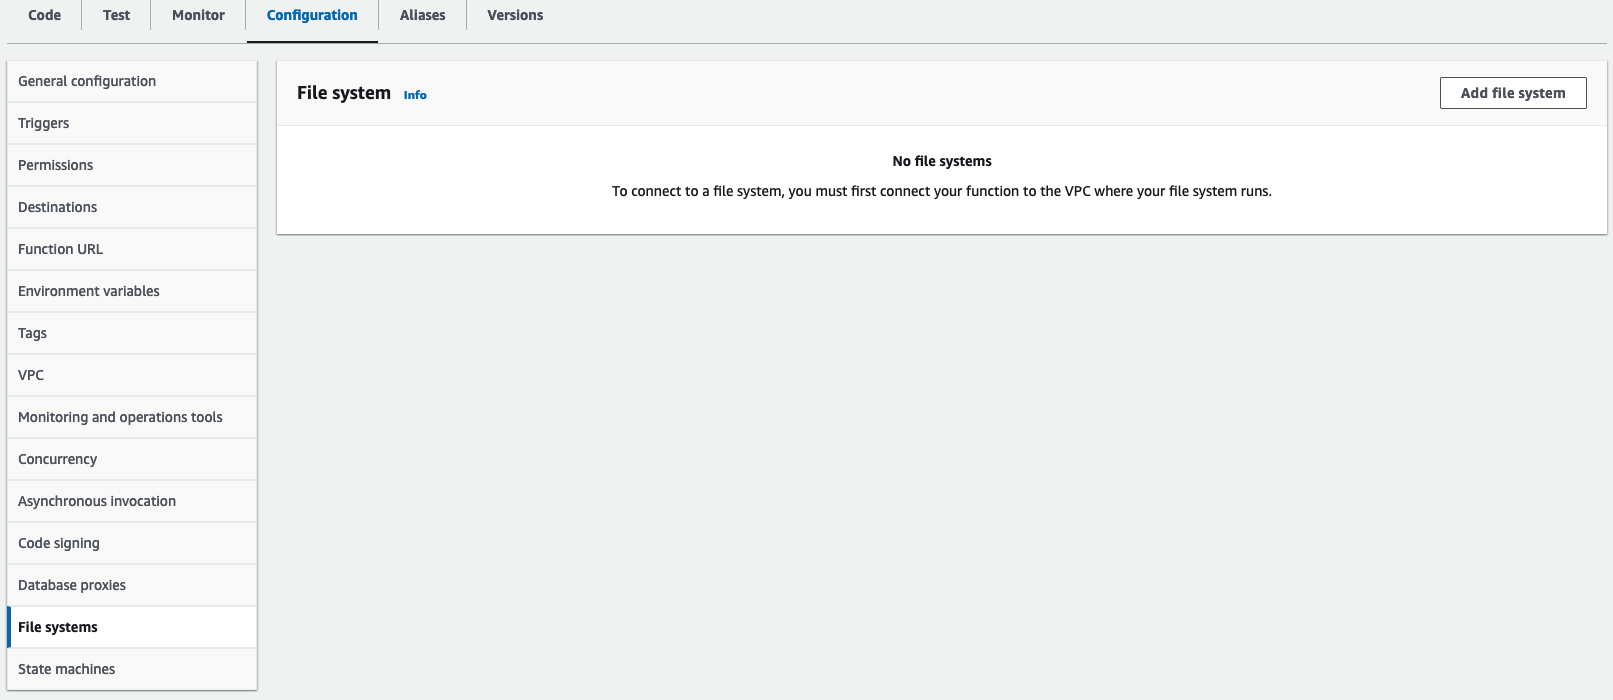 Code
Test
Monitor
Configuration
Aliases
Versions
General configuration
Triggers
Permissions
Destinations
Function URL
Environment variables
Tags
VPC
Monitoring and operations tools
Concurrency
Asynchronous invocation
Code signing
Database proxies
File systems
State machines
File system Info
Add file system
No file systems
To connect to a file system, you must first connect your function to the VPC where your file system runs.